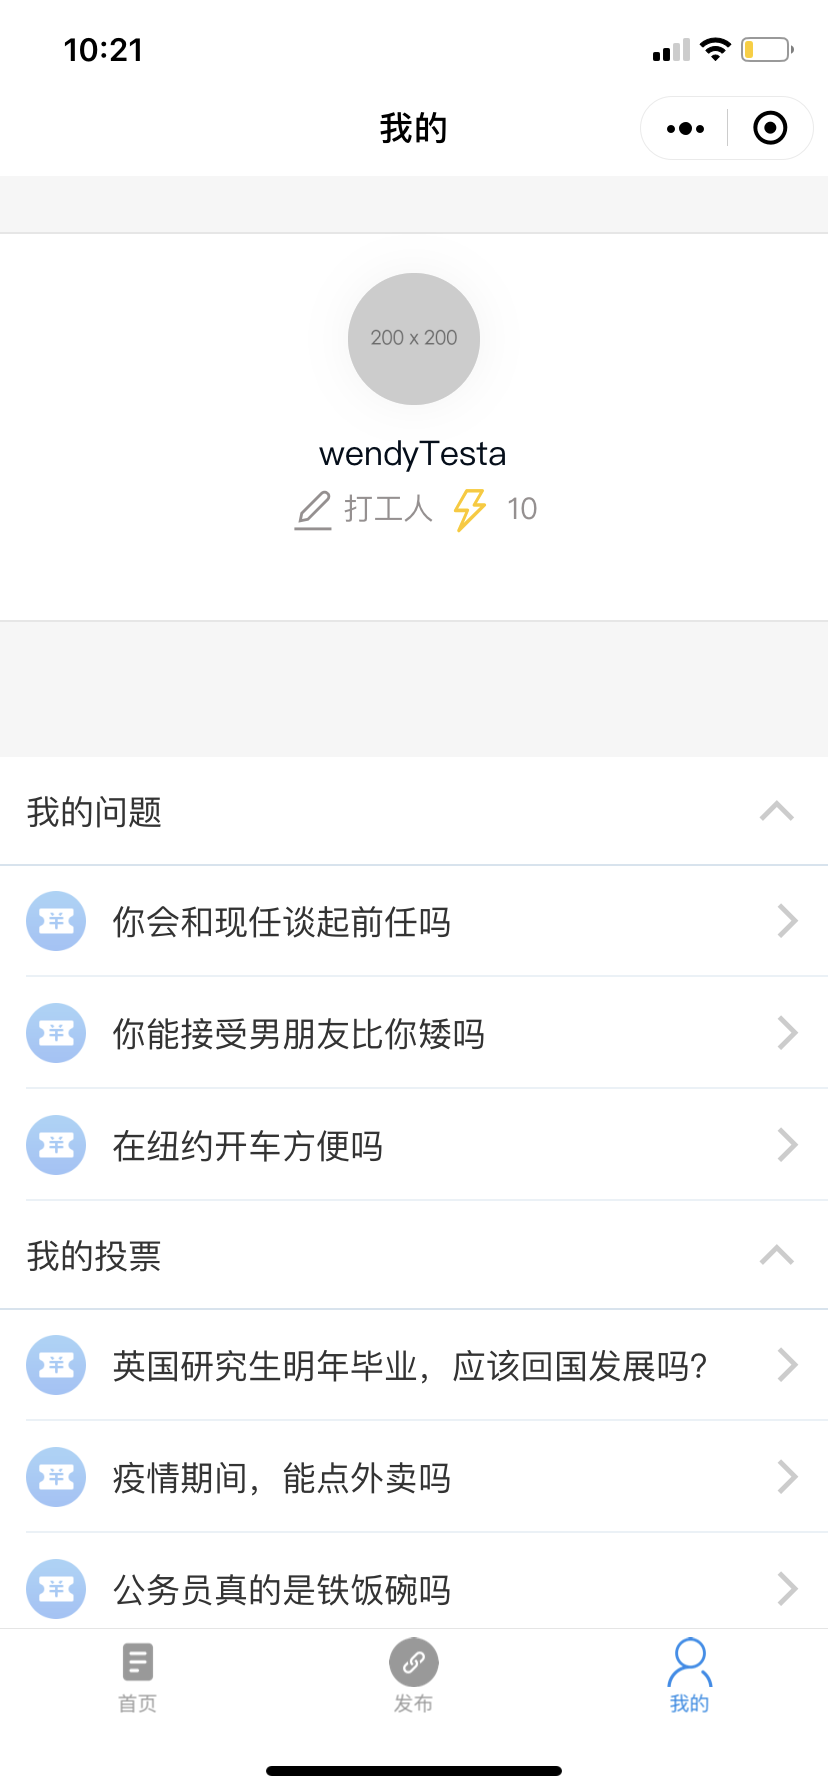 10:21
我的
200 x 200
wendyTesta
打工人 10
我的问题
你会和现任谈起前任吗
你能接受男朋友比你矮吗
在纽约开车方便吗
我的投票
英国研究生明年毕业，应该回国发展吗?
疫情期间，能点外卖吗
公务员真的是铁饭碗吗
首页 发布 我的